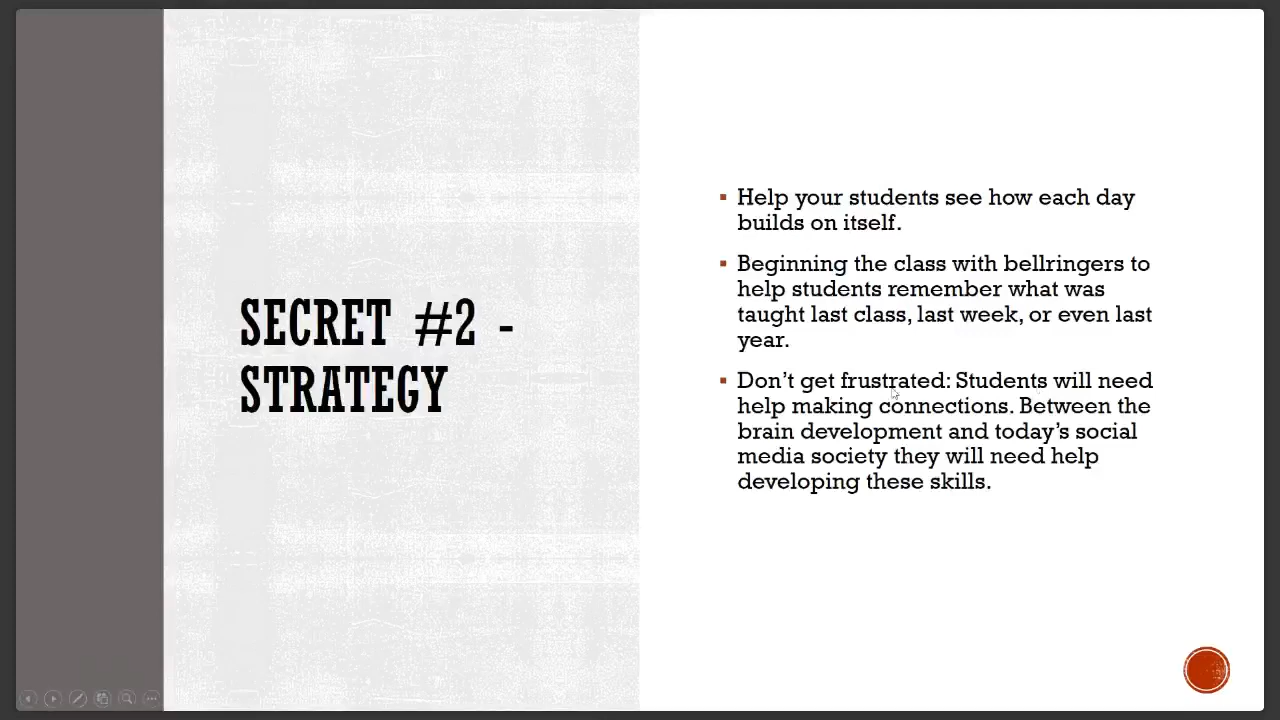 SECRET #2 -
STRATEGY
Help your students see how each day
builds on itself.
Beginning the class with bellringers to
help students remember what was
taught last class, last week, or even last
year.
Don't get frustrated: Students will need
help making connections. Between the
brain development and today's social
media society they will need help
developing these skills.